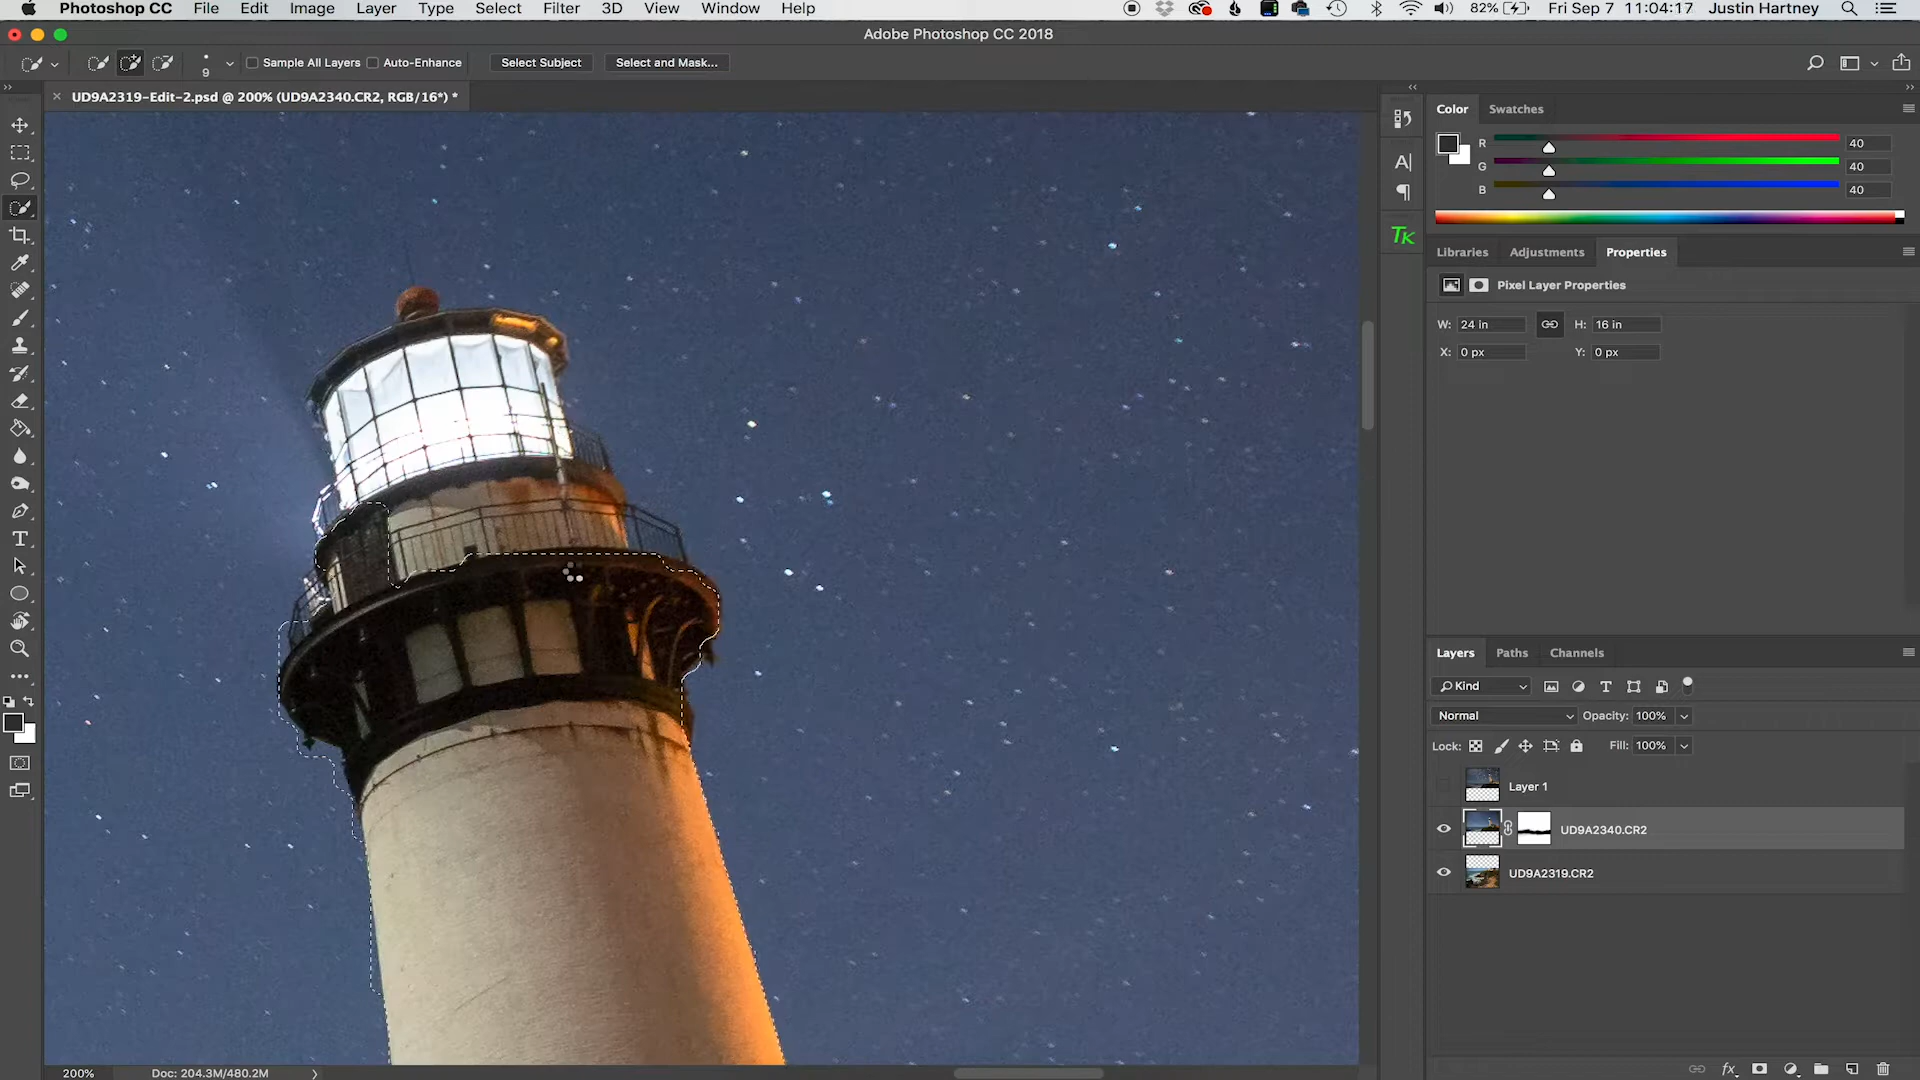 Photoshop CC File Edit Image Layer Type Select Filter 3D View Window Help 82% Fri Sep 7 11:04:17 Justin Hartney
Adobe Photoshop CC 2018
9 Sample All Layers Auto-Enhance Select Subject Select and Mask...
UD9A2319-Edit-2.psd @ 200% (UD9A2340.CR2, RGB/16*) *
Color Swatches
R 40
G 40
B 40
A|
TK
Libraries Adjustments Properties
Pixel Layer Properties
W: 24 in H: 16 in
X: 0 px Y: 0 px
T
Layers Paths Channels
Kind T
Normal Opacity: 100%
Lock: Fill: 100%
Layer 1
UD9A2340.CR2
UD9A2319.CR2
200% Doc: 204.3M/480.2M fx